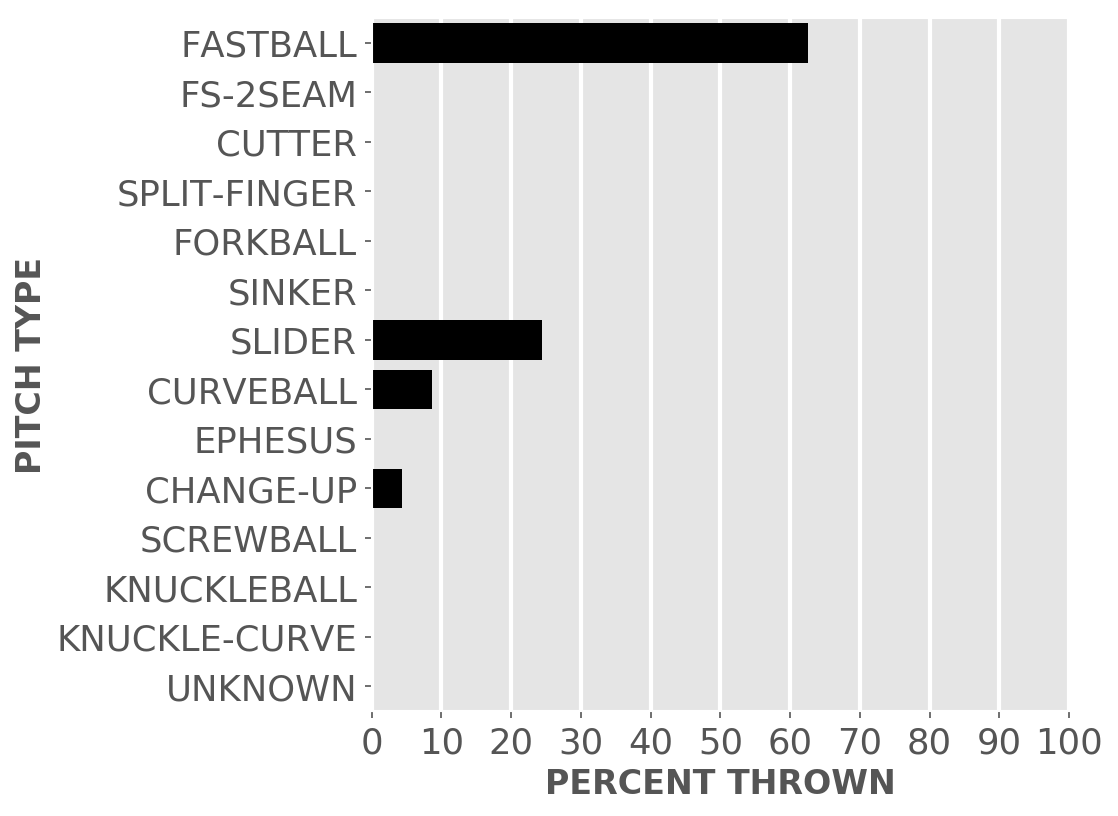 FASTBALL
FS-2SEAM
CUTTER
SPLIT-FINGER
FORKBALL
SINKER
SLIDER
CURVEBALL
EPHESUS
CHANGE-UP
SCREWBALL
KNUCKLEBALL
KNUCKLE-CURVE
UNKNOWN
PITCH TYPE
0 10 20 30 40 50 60 70 80 90 100
PERCENT THROWN